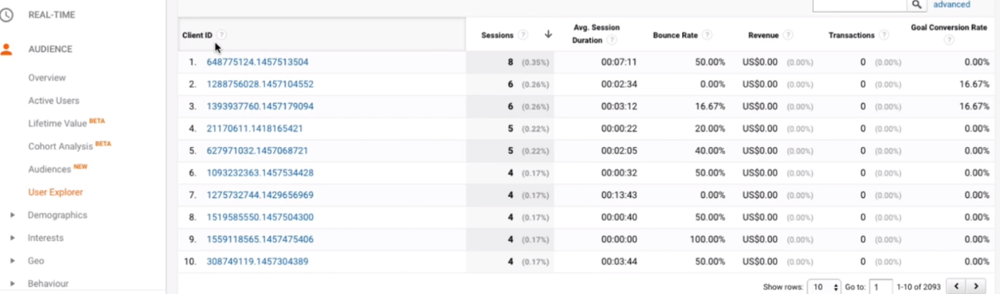 REAL-TIME
AUDIENCE
Overview
Active Users
Lifetime Value BETA
Cohort Analysis BETA
Audiences NEW
User Explorer
Demographics
Interests
Geo
Behaviour
advanced
Client ID ? Sessions ? Avg. Session Duration ? Bounce Rate ? Revenue ? Transactions ? Goal Conversion Rate ?
1. 648775124.1457513504 8 (0.35%) 00:07:11 50.00% US$0.00 (0.00%) 0 (0.00%) 0.00%
2. 1288756028.1457104552 6 (0.26%) 00:02:34 0.00% US$0.00 (0.00%) 0 (0.00%) 16.67%
3. 1393937760.1457179094 6 (0.26%) 00:03:12 16.67% US$0.00 (0.00%) 0 (0.00%) 16.67%
4. 21170611.1418165421 5 (0.22%) 00:00:22 20.00% US$0.00 (0.00%) 0 (0.00%) 0.00%
5. 627971032.1457068721 5 (0.22%) 00:02:05 40.00% US$0.00 (0.00%) 0 (0.00%) 0.00%
6. 1093232363.1457534428 4 (0.17%) 00:00:32 50.00% US$0.00 (0.00%) 0 (0.00%) 0.00%
7. 1275732744.1429656969 4 (0.17%) 00:13:43 0.00% US$0.00 (0.00%) 0 (0.00%) 0.00%
8. 1519585550.1457504300 4 (0.17%) 00:00:40 50.00% US$0.00 (0.00%) 0 (0.00%) 0.00%
9. 1559118565.1457475406 4 (0.17%) 00:00:00 100.00% US$0.00 (0.00%) 0 (0.00%) 0.00%
10. 308749119.1457304389 4 (0.17%) 00:03:44 50.00% US$0.00 (0.00%) 0 (0.00%) 0.00%
Show rows: 10 Go to: 1 1-10 of 2093